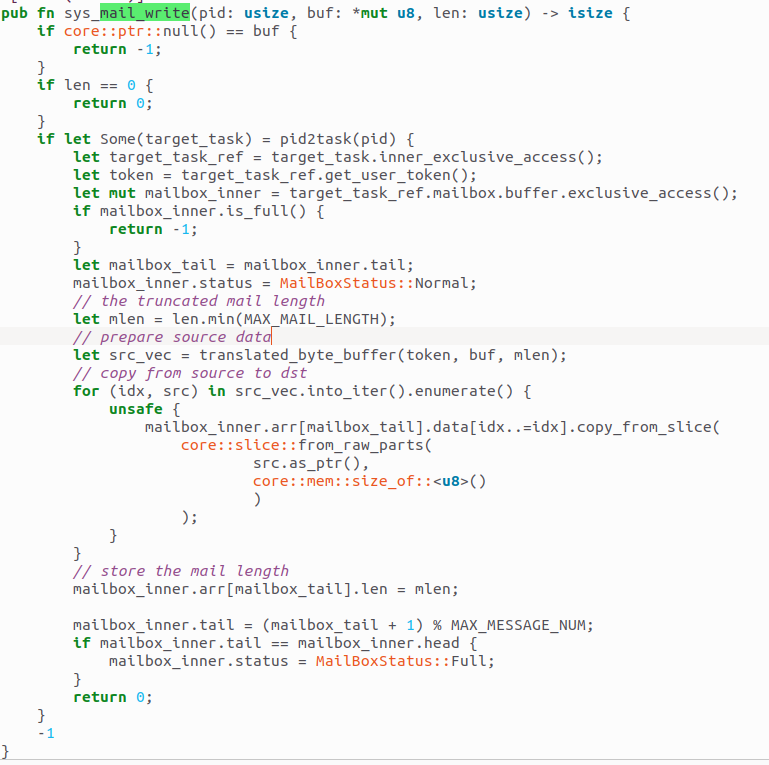 pub fn sys_mail_write(pid: usize, buf: *mut u8, len: usize) -> isize {
    if core::ptr::null() == buf {
        return -1;
    }
    if len == 0 {
        return 0;
    }
    if let Some(target_task) = pid2task(pid) {
        let target_task_ref = target_task.inner_exclusive_access();
        let token = target_task_ref.get_user_token();
        let mut mailbox_inner = target_task_ref.mailbox.buffer.exclusive_access();
        if mailbox_inner.is_full() {
            return -1;
        }
        let mailbox_tail = mailbox_inner.tail;
        mailbox_inner.status = MailBoxStatus::Normal;
        // the truncated mail length
        let mlen = len.min(MAX_MAIL_LENGTH);
        // prepare source data
        let src_vec = translated_byte_buffer(token, buf, mlen);
        // copy from source to dst
        for (idx, src) in src_vec.into_iter().enumerate() {
            unsafe {
                mailbox_inner.arr[mailbox_tail].data[idx..=idx].copy_from_slice(
                    core::slice::from_raw_parts(
                            src.as_ptr(),
                            core::mem::size_of::<u8>()
                            )
                    );
            }
        }
        // store the mail length
        mailbox_inner.arr[mailbox_tail].len = mlen;

        mailbox_inner.tail = (mailbox_tail + 1) % MAX_MESSAGE_NUM;
        if mailbox_inner.tail == mailbox_inner.head {
            mailbox_inner.status = MailBoxStatus::Full;
        }
        return 0;
    }
    -1
}